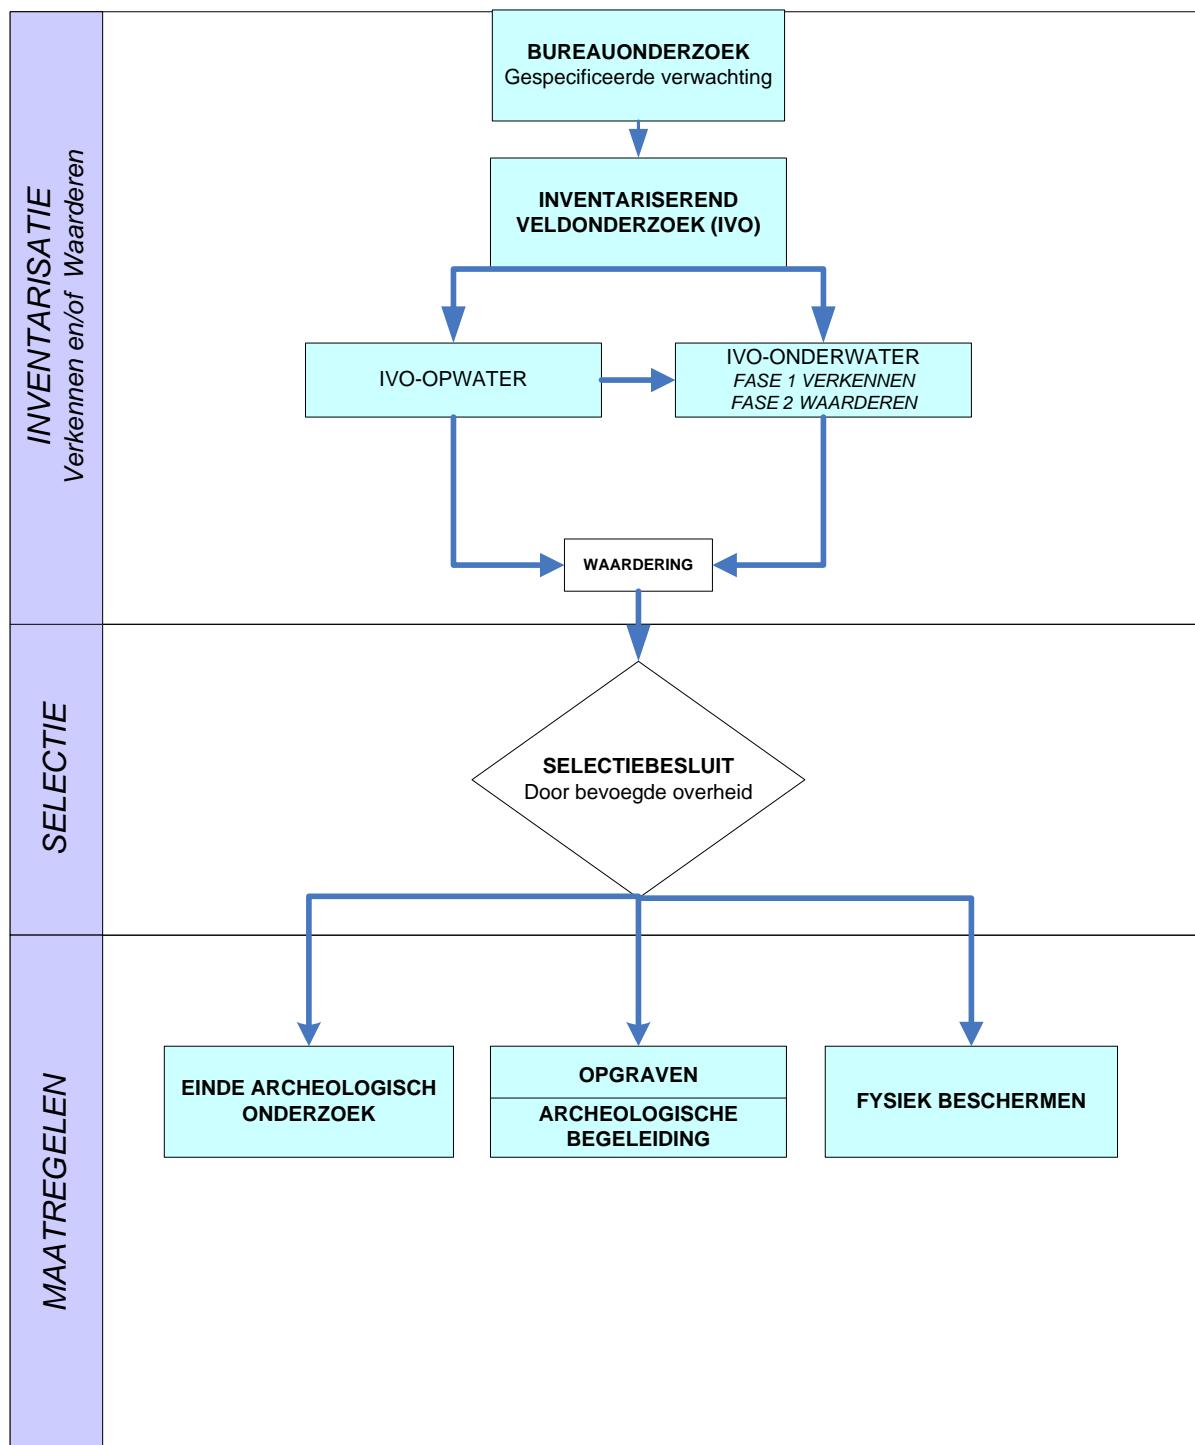 INVENTARISATIE
Verkennen en/of Waarderen
BUREAUONDERZOEK
Gespecificeerde verwachting
INVENTARISEREND
VELDONDERZOEK (IVO)
IVO-OPWATER
IVO-ONDERWATER
FASE 1 VERKENNEN
FASE 2 WAARDEREN
WAARDERING
SELECTIE
SELECTIEBESLUIT
Door bevoegde overheid
MAATREGELEN
EINDE ARCHEOLOGISCH
ONDERZOEK
OPGRAVEN
ARCHEOLOGISCHE
BEGELEIDING
FYSIEK BESCHERMEN